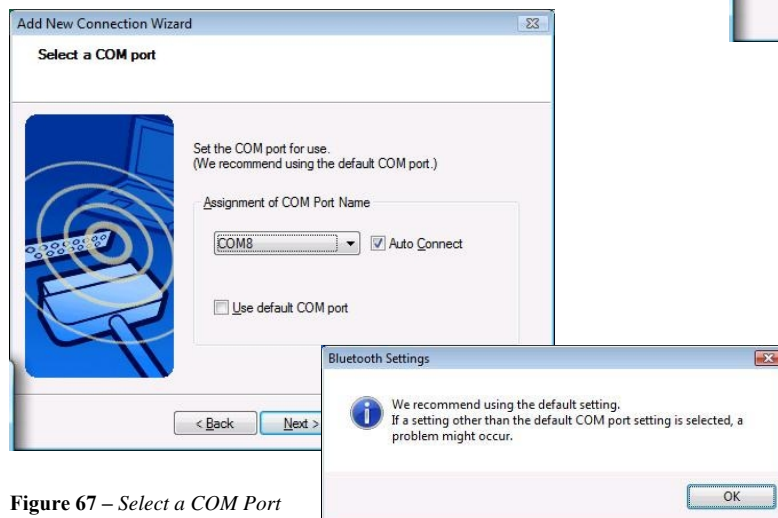 Add New Connection Wizard
Select a COM port
Set the COM port for use.
(We recommend using the default COM port.)
Assignment of COM Port Name
COM8
Auto Connect
Use default COM port
< Back
Next >
Bluetooth Settings
We recommend using the default setting.
If a setting other than the default COM port setting is selected, a
problem might occur.
OK
Figure 67 – Select a COM Port